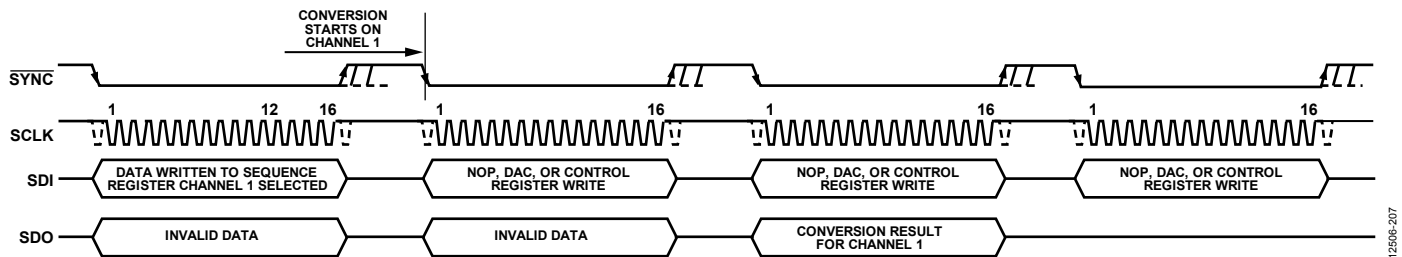 CONVERSION
STARTS ON
CHANNEL 1
SYNC
1 12 16 1 16 1 16 1 16
SCLK
SDI
DATA WRITTEN TO SEQUENCE
REGISTER CHANNEL 1 SELECTED
NOP, DAC, OR CONTROL
REGISTER WRITE
NOP, DAC, OR CONTROL
REGISTER WRITE
NOP, DAC, OR CONTROL
REGISTER WRITE
SDO
INVALID DATA
INVALID DATA
CONVERSION RESULT
FOR CHANNEL 1
12506-207